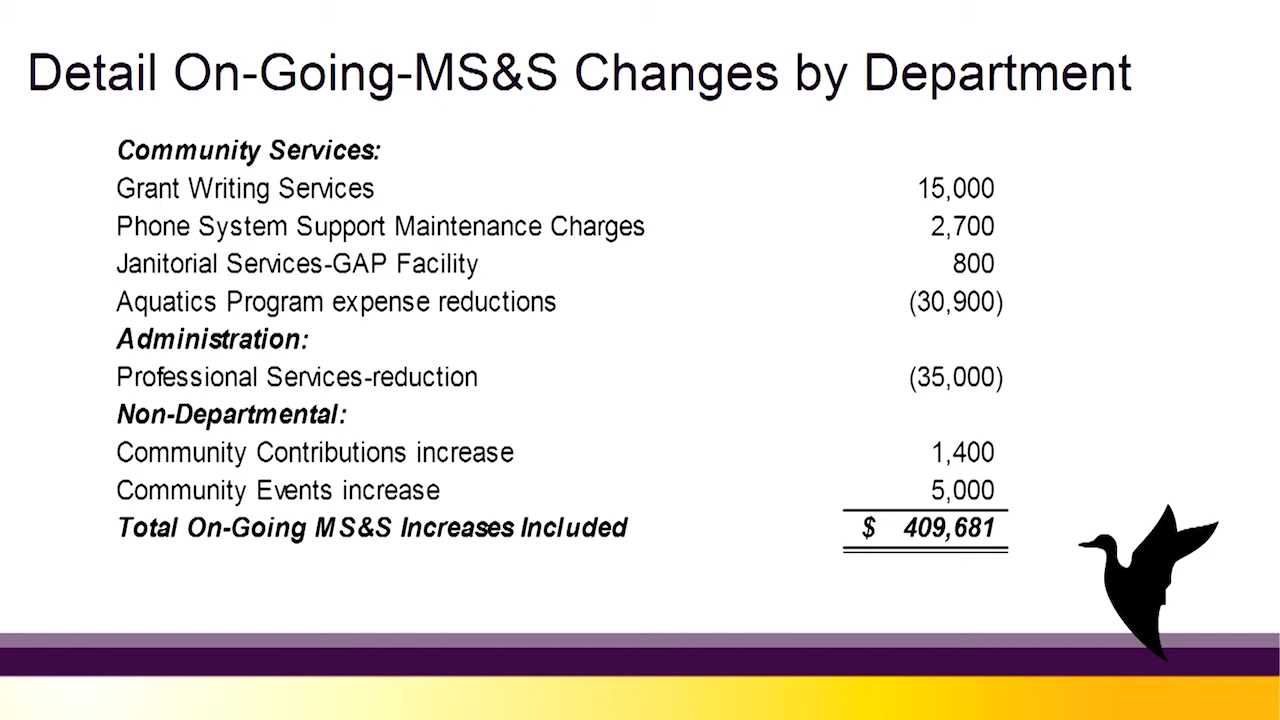 Detail On-Going-MS&S Changes by Department
Community Services:
Grant Writing Services 15,000
Phone System Support Maintenance Charges 2,700
Janitorial Services-GAP Facility 800
Aquatics Program expense reductions (30,900)
Administration:
Professional Services-reduction (35,000)
Non-Departmental:
Community Contributions increase 1,400
Community Events increase 5,000
Total On-Going MS&S Increases Included $ 409,681